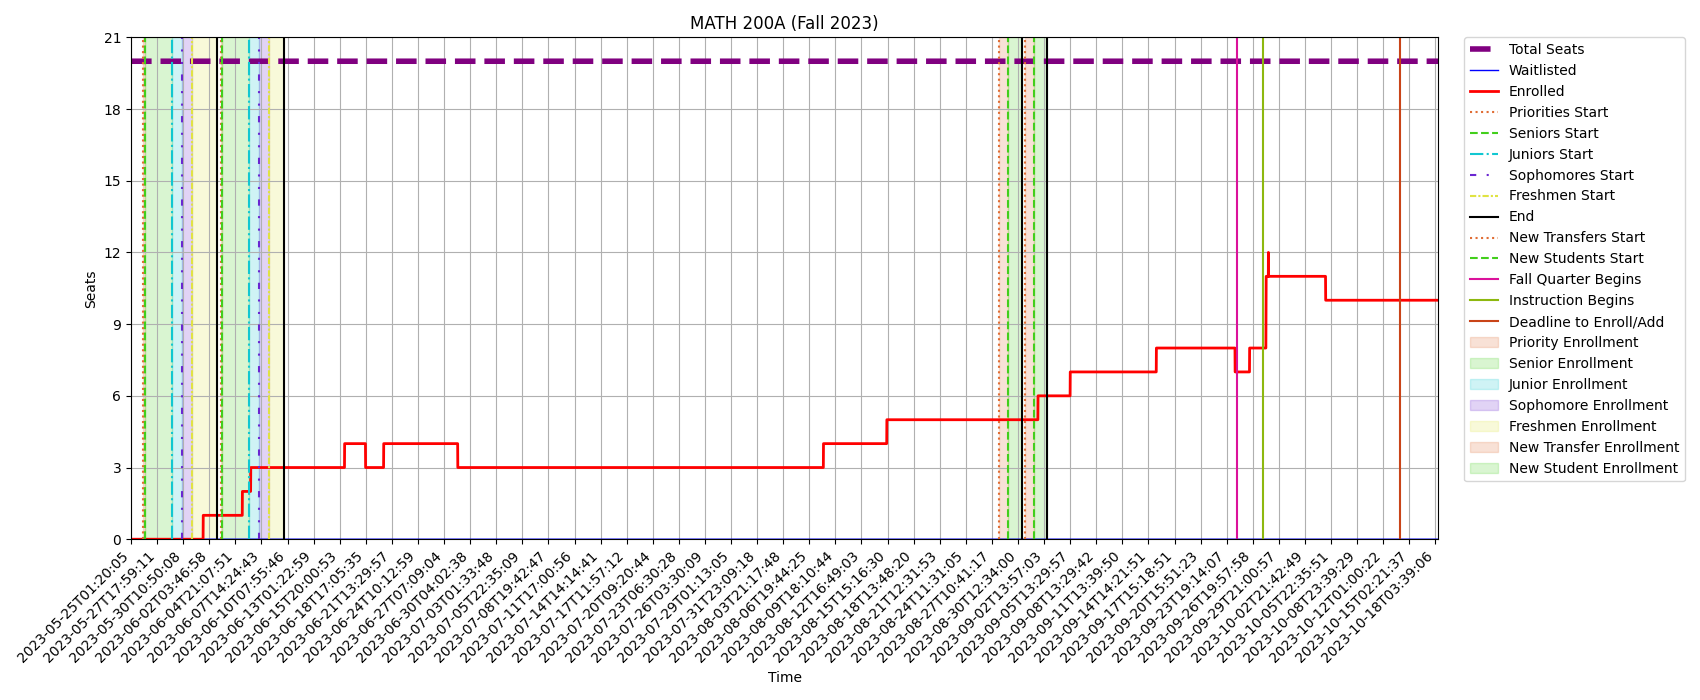 MATH 200A (Fall 2023)
21
18
15
12
9
6
3
0
Seats
2023-05-25T01:20:05
2023-05-27T17:59:11
2023-05-30T10:50:08
2023-06-02T03:46:58
2023-06-04T21:07:51
2023-06-07T14:24:43
2023-06-10T07:55:46
2023-06-13T01:22:59
2023-06-15T20:00:53
2023-06-18T17:05:35
2023-06-21T13:29:57
2023-06-24T10:12:59
2023-06-27T07:09:04
2023-06-30T04:02:38
2023-07-03T01:33:48
2023-07-05T22:35:09
2023-07-08T19:42:47
2023-07-11T17:00:56
2023-07-14T14:14:41
2023-07-17T11:57:12
2023-07-20T09:20:44
2023-07-23T06:30:28
2023-07-26T03:30:09
2023-07-29T01:13:05
2023-07-31T23:09:18
2023-08-03T21:17:48
2023-08-06T19:44:25
2023-08-09T18:10:44
2023-08-12T16:49:03
2023-08-15T15:16:30
2023-08-18T13:48:20
2023-08-21T12:31:53
2023-08-24T11:31:05
2023-08-27T10:41:17
2023-08-30T12:34:00
2023-09-02T13:57:03
2023-09-05T13:29:57
2023-09-08T13:29:42
2023-09-11T13:39:50
2023-09-14T14:21:51
2023-09-17T15:18:51
2023-09-20T15:51:23
2023-09-23T19:14:07
2023-09-26T19:57:58
2023-09-29T21:00:57
2023-10-02T21:42:49
2023-10-05T22:35:51
2023-10-08T23:39:29
2023-10-12T01:00:22
2023-10-15T02:21:37
2023-10-18T03:39:06
Time
Total Seats
Waitlisted
Enrolled
Priorities Start
Seniors Start
Juniors Start
Sophomores Start
Freshmen Start
End
New Transfers Start
New Students Start
Fall Quarter Begins
Instruction Begins
Deadline to Enroll/Add
Priority Enrollment
Senior Enrollment
Junior Enrollment
Sophomore Enrollment
Freshmen Enrollment
New Transfer Enrollment
New Student Enrollment